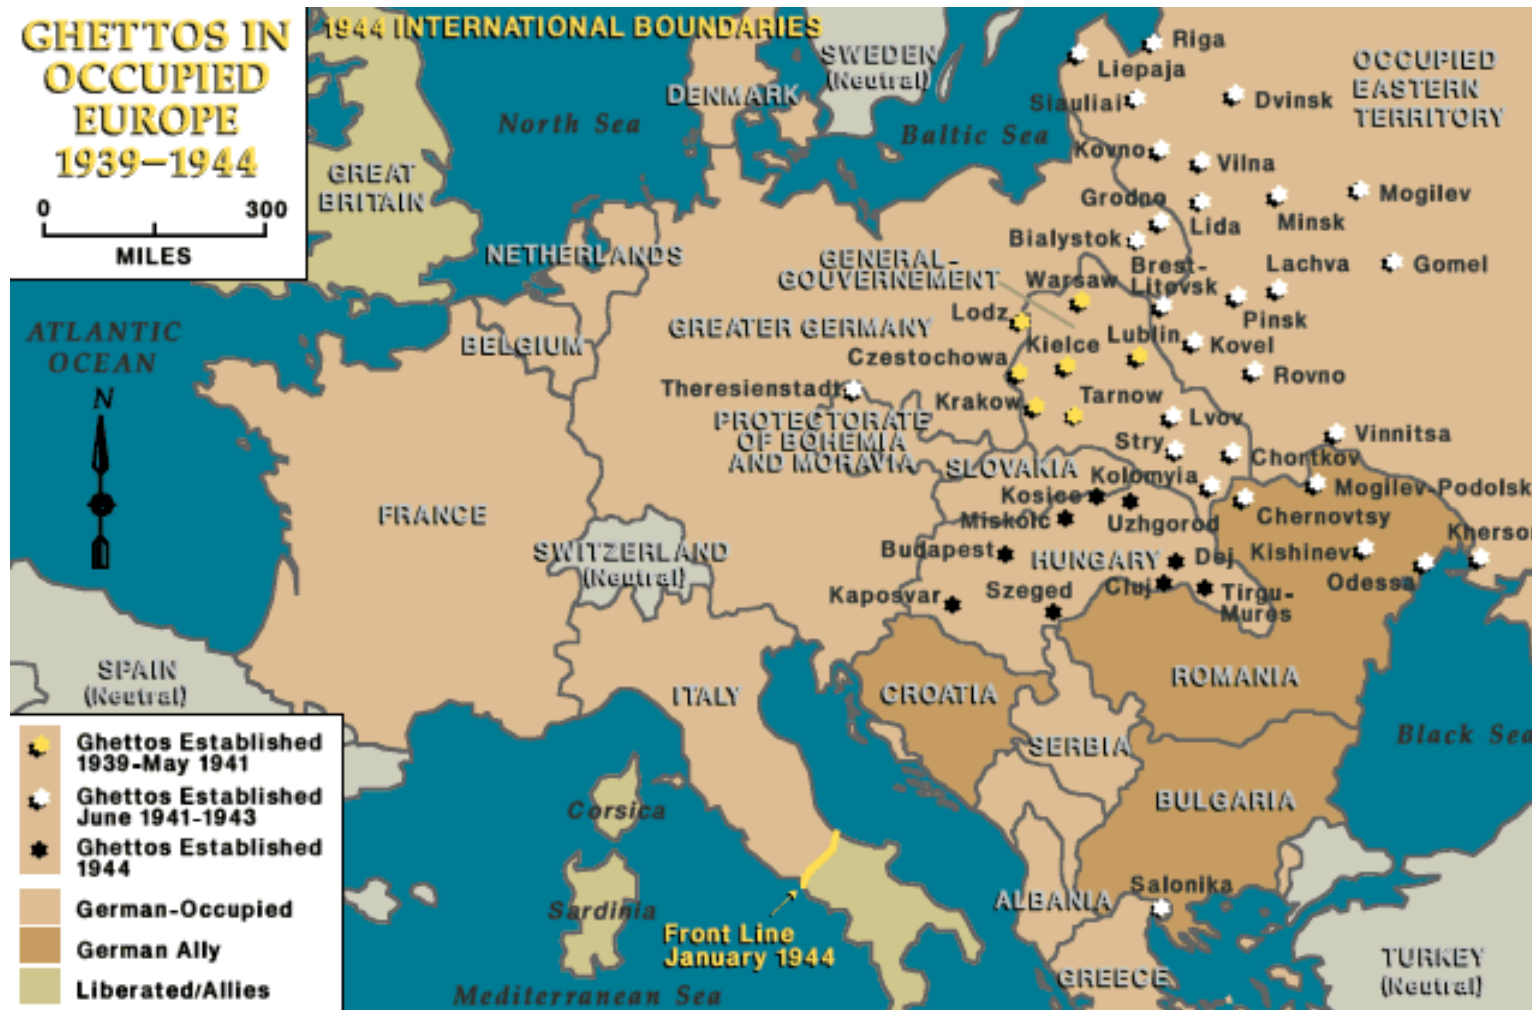 GHETTOS IN
OCCUPIED
EUROPE
1939–1944
0 300
MILES
1944 INTERNATIONAL BOUNDARIES
SWEDEN
(Neutral)
DENMARK
North Sea
Baltic Sea
GREAT
BRITAIN
NETHERLANDS
BELGIUM
ATLANTIC
OCEAN
N
FRANCE
SPAIN
(Neutral)
SWITZERLAND
(Neutral)
ITALY
Corsica
Sardinia
Mediterranean Sea
Front Line
January 1944
GREATER GERMANY
GENERAL-
GOUVERNEMENT
PROTECTORATE
OF BOHEMIA
AND MORAVIA
SLOVAKIA
HUNGARY
CROATIA
SERBIA
ROMANIA
BULGARIA
ALBANIA
GREECE
TURKEY
(Neutral)
Black Sea
OCCUPIED
EASTERN
TERRITORY
Riga
Liepaja
Siauliai
Dvinsk
Kovno
Vilna
Grodno
Lida
Minsk
Mogilev
Bialystok
Brest-
Litovsk
Lachva
Gomel
Pinsk
Warsaw
Lodz
Kielce
Lublin
Kovel
Rovno
Czestochowa
Theresienstadt
Krakow
Tarnow
Lvov
Stry
Chortkov
Vinnitsa
Kolomyia
Mogilev-Podolsk
Chernovtsy
Kosice
Miskolc
Uzhgorod
Budapest
Dej
Kishinev
Kherson
Odessa
Kaposvar
Szeged
Cluj
Tirgu-
Mures
Salonika
Ghettos Established
1939-May 1941
Ghettos Established
June 1941-1943
Ghettos Established
1944
German-Occupied
German Ally
Liberated/Allies